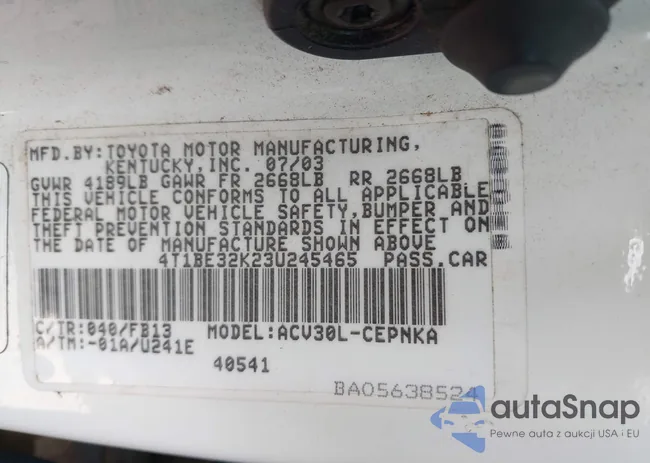 MFD.BY:TOYOTA MOTOR MANUFACTURING,
KENTUCKY,INC. 07/03
GVWR 4189LB GAWR FR 2668LB RR 2668LB
THIS VEHICLE CONFORMS TO ALL APPLICABLE
FEDERAL MOTOR VEHICLE SAFETY,BUMPER AND
THEFT PREVENTION STANDARDS IN EFFECT ON
THE DATE OF MANUFACTURE SHOWN ABOVE
4T1BE32K23U245465 PASS.CAR
C/TR:040/FB13 MODEL:ACV30L-CEPNKA
A/TM:-01A/U241E
40541
BA05638524
autaSnap
Pewne auta z aukcji USA i EU